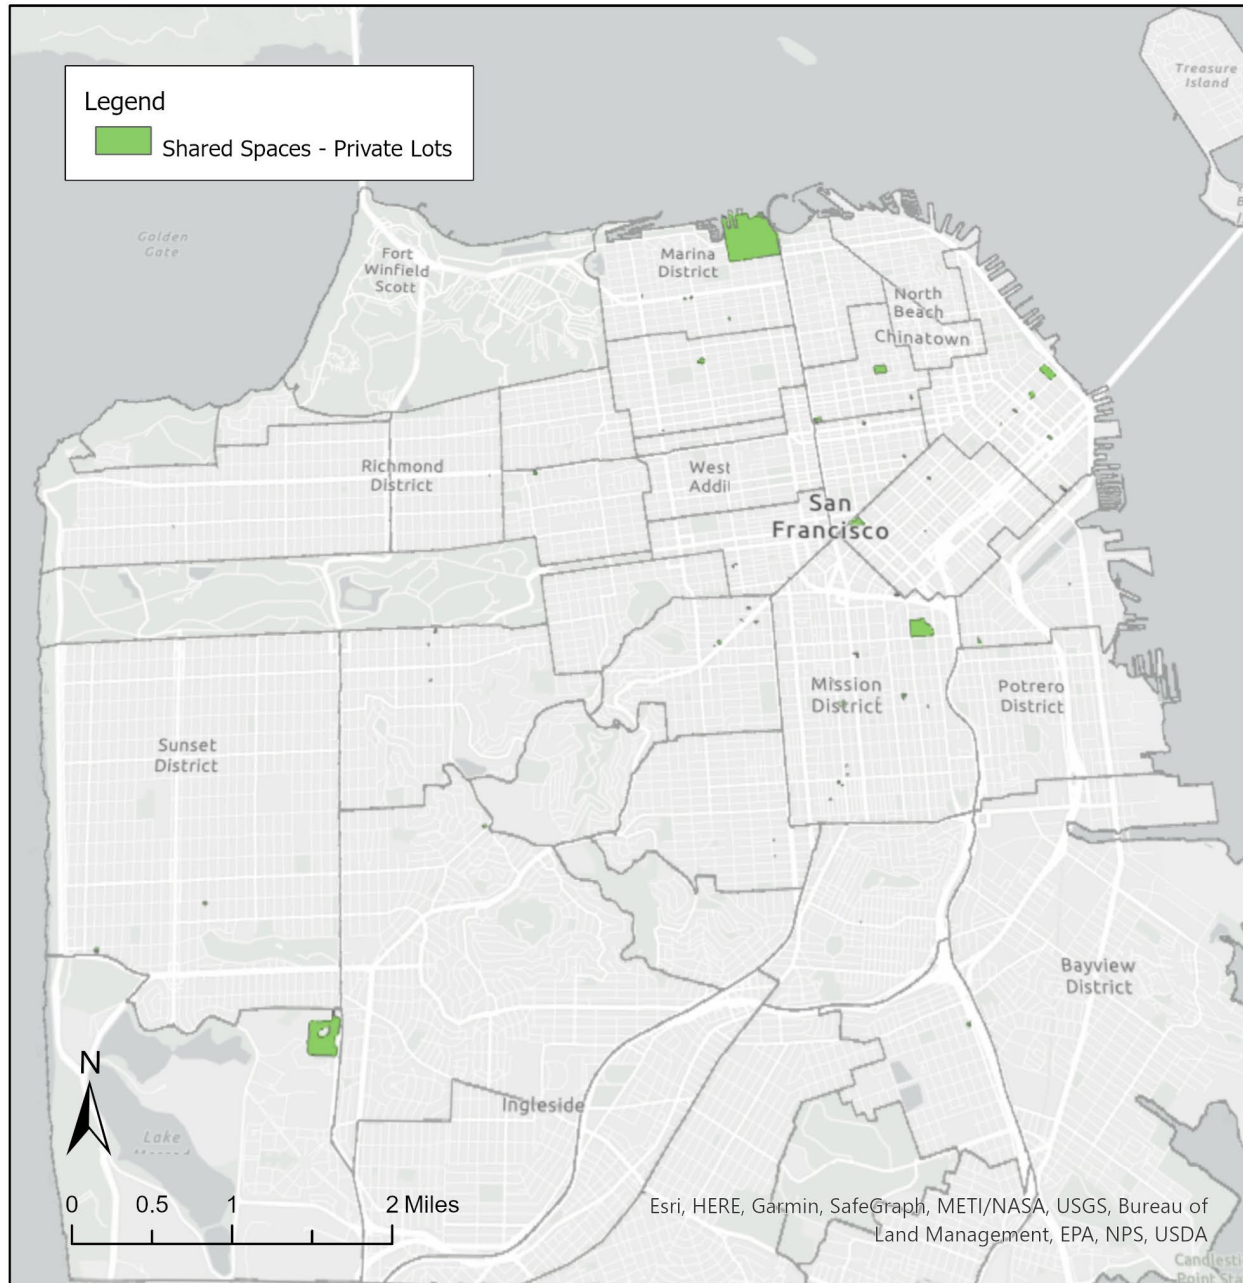 Legend
Shared Spaces - Private Lots
Treasure
Island
Golden
Gate
Fort
Winfield
Scott
Marina
District
North
Beach
Chinatown
Richmond
District
West
San
Francisco
Mission
District
Potrero
District
Sunset
District
Bayview
District
Ingleside
N
Lake
0 0.5 1 2 Miles
Esri, HERE, Garmin, SafeGraph, METI/NASA, USGS, Bureau of
Land Management, EPA, NPS, USDA